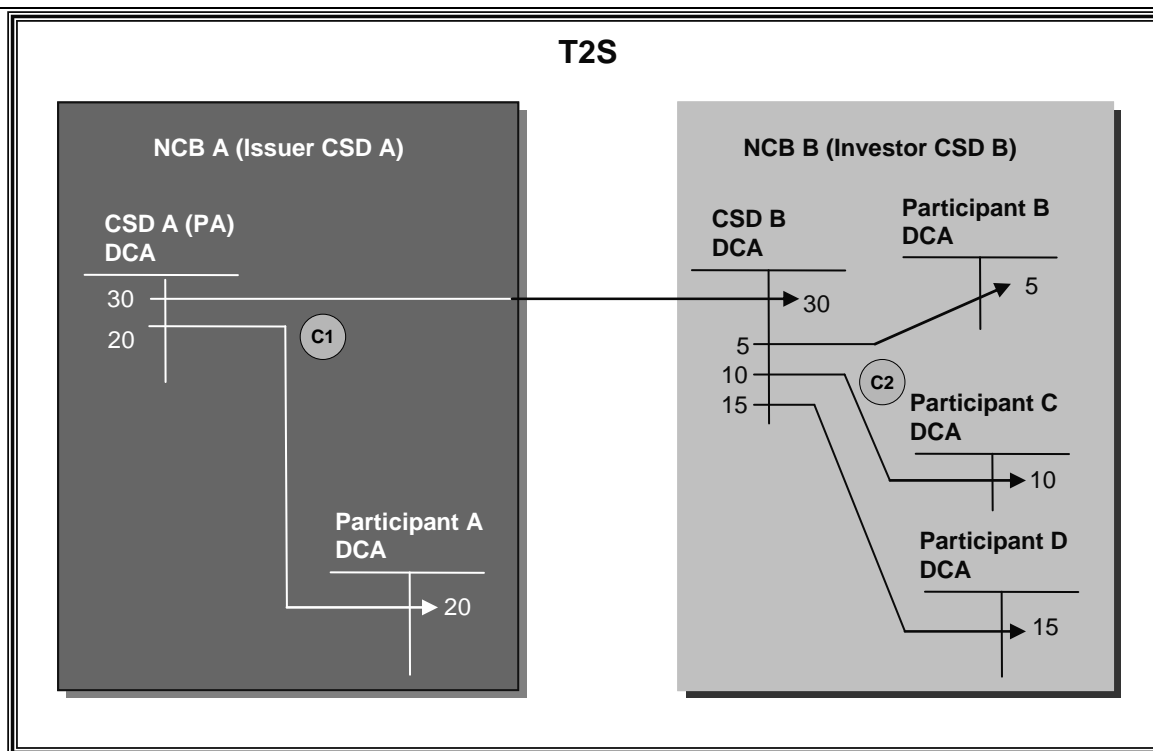 T2S
NCB A (Issuer CSD A)
CSD A (PA)
DCA
30
20
C1
Participant A
DCA
20
NCB B (Investor CSD B)
CSD B
DCA
30
5
10
15
C2
Participant B
DCA
5
Participant C
DCA
10
Participant D
DCA
15